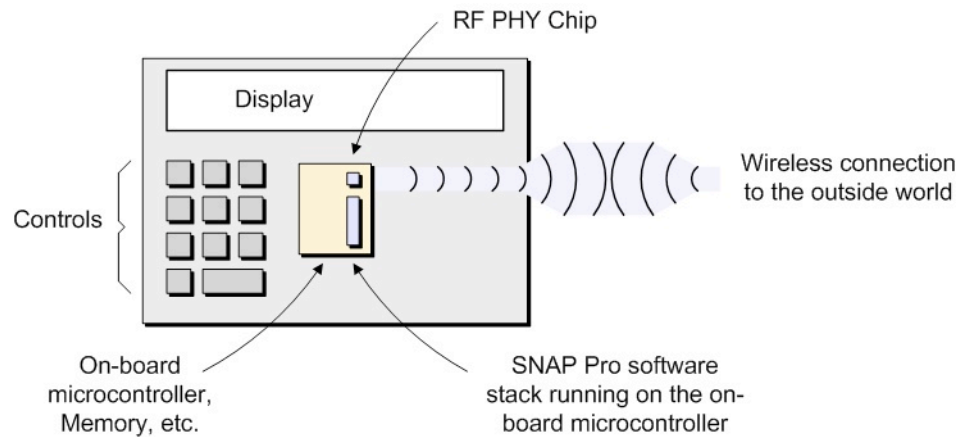 RF PHY Chip
Display
Wireless connection
to the outside world
Controls
On-board
microcontroller,
Memory, etc.
SNAP Pro software
stack running on the on-
board microcontroller